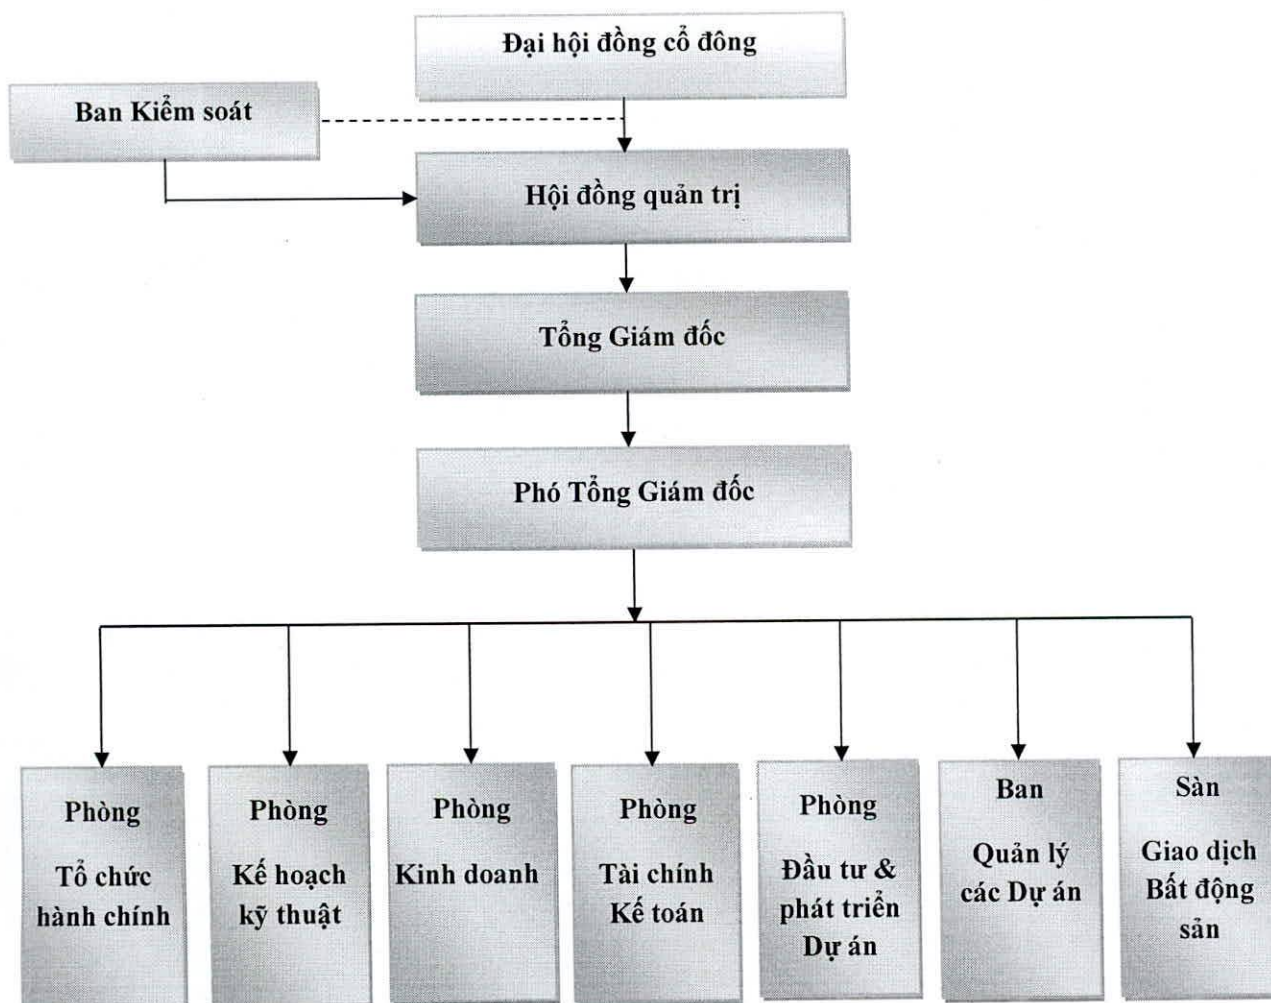 Đại hội đồng cổ đông
Ban Kiểm soát
Hội đồng quản trị
Tổng Giám đốc
Phó Tổng Giám đốc
Phòng
Tổ chức
hành chính
Phòng
Kế hoạch
kỹ thuật
Phòng
Kinh doanh
Phòng
Tài chính
Kế toán
Phòng
Đầu tư &
phát triển
Dự án
Ban
Quản lý
các Dự án
Sàn
Giao dịch
Bất động
sản